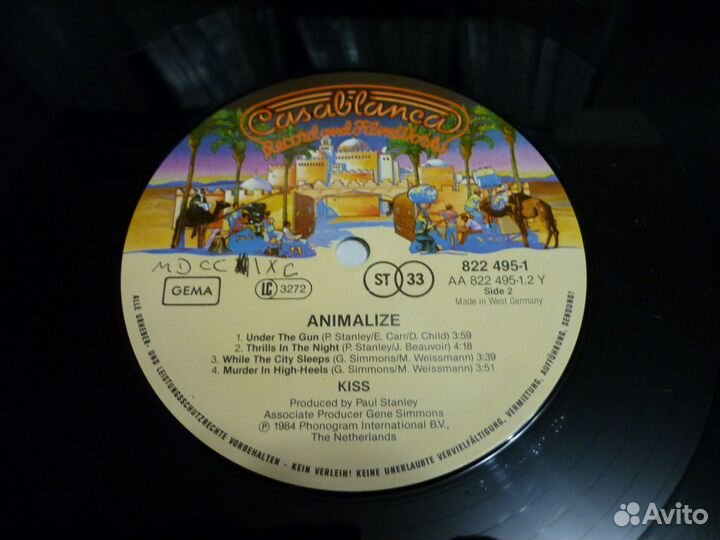 Casablanca
Record and FilmWorks
MDCC IXC
GEMA
LC 3272
ST 33
822 495-1
AA 822 495-1.2 Y
Side 2
Made in West Germany
ANIMALIZE
1. Under The Gun (P. Stanley/E. Carr/D. Child) 3:59
2. Thrills In The Night (P. Stanley/J. Beauvoir) 4:18
3. While The City Sleeps (G. Simmons/M. Weissmann) 3:39
4. Murder In High-Heels (G. Simmons/M. Weissmann) 3:51
KISS
Produced by Paul Stanley
Associate Producer Gene Simmons
Ⓟ 1984 Phonogram International B.V.,
The Netherlands
ALLE URHEBER- UND LEISTUNGSSCHUTZRECHTE VORBEHALTEN - KEIN VERLEIH! KEINE UNERLAUBTE VERVIELFÄLTIGUNG, VERMIETUNG, AUFFÜHRUNG, SENDUNG!
Avito